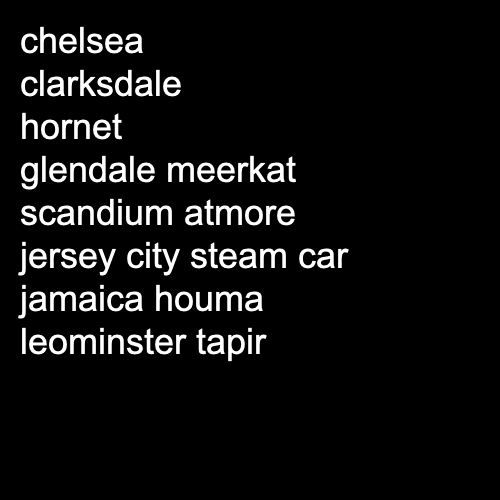 chelsea
clarksdale
hornet
glendale meerkat
scandium atmore
jersey city steam car
jamaica houma
leominster tapir